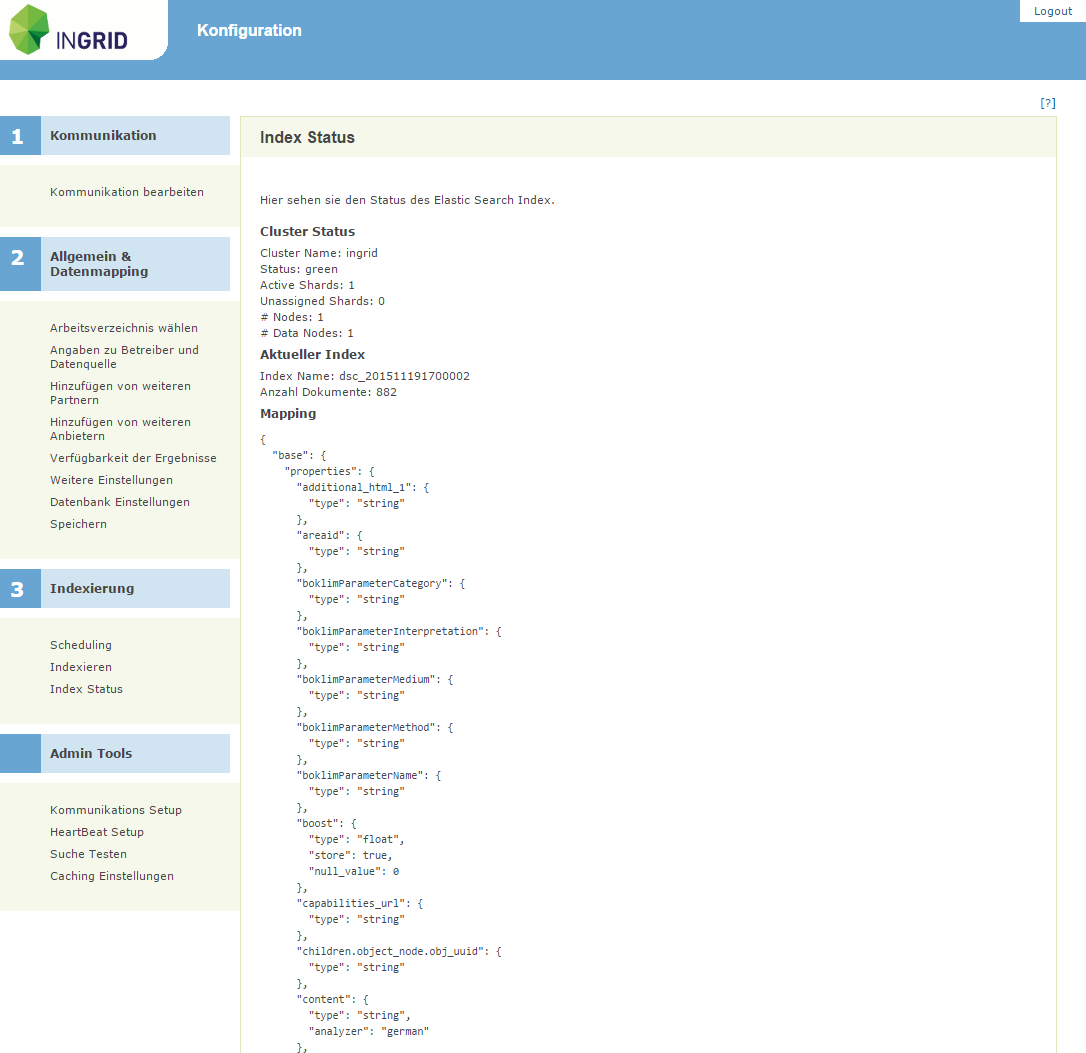 INGRID
Konfiguration
Logout
[?]
1 Kommunikation
Kommunikation bearbeiten
2 Allgemein &
Datenmapping
Arbeitsverzeichnis wählen
Angaben zu Betreiber und
Datenquelle
Hinzufügen von weiteren
Partnern
Hinzufügen von weiteren
Anbietern
Verfügbarkeit der Ergebnisse
Weitere Einstellungen
Datenbank Einstellungen
Speichern
3 Indexierung
Scheduling
Indexieren
Index Status
Admin Tools
Kommunikations Setup
HeartBeat Setup
Suche Testen
Caching Einstellungen
Index Status
Hier sehen sie den Status des Elastic Search Index.
Cluster Status
Cluster Name: ingrid
Status: green
Active Shards: 1
Unassigned Shards: 0
# Nodes: 1
# Data Nodes: 1
Aktueller Index
Index Name: dsc_201511191700002
Anzahl Dokumente: 882
Mapping
{
"base": {
"properties": {
"additional_html_1": {
"type": "string"
},
"areaid": {
"type": "string"
},
"boklimParameterCategory": {
"type": "string"
},
"boklimParameterInterpretation": {
"type": "string"
},
"boklimParameterMedium": {
"type": "string"
},
"boklimParameterMethod": {
"type": "string"
},
"boklimParameterName": {
"type": "string"
},
"boost": {
"type": "float",
"store": true,
"null_value": 0
},
"capabilities_url": {
"type": "string"
},
"children.object_node.obj_uuid": {
"type": "string"
},
"content": {
"type": "string",
"analyzer": "german"
},